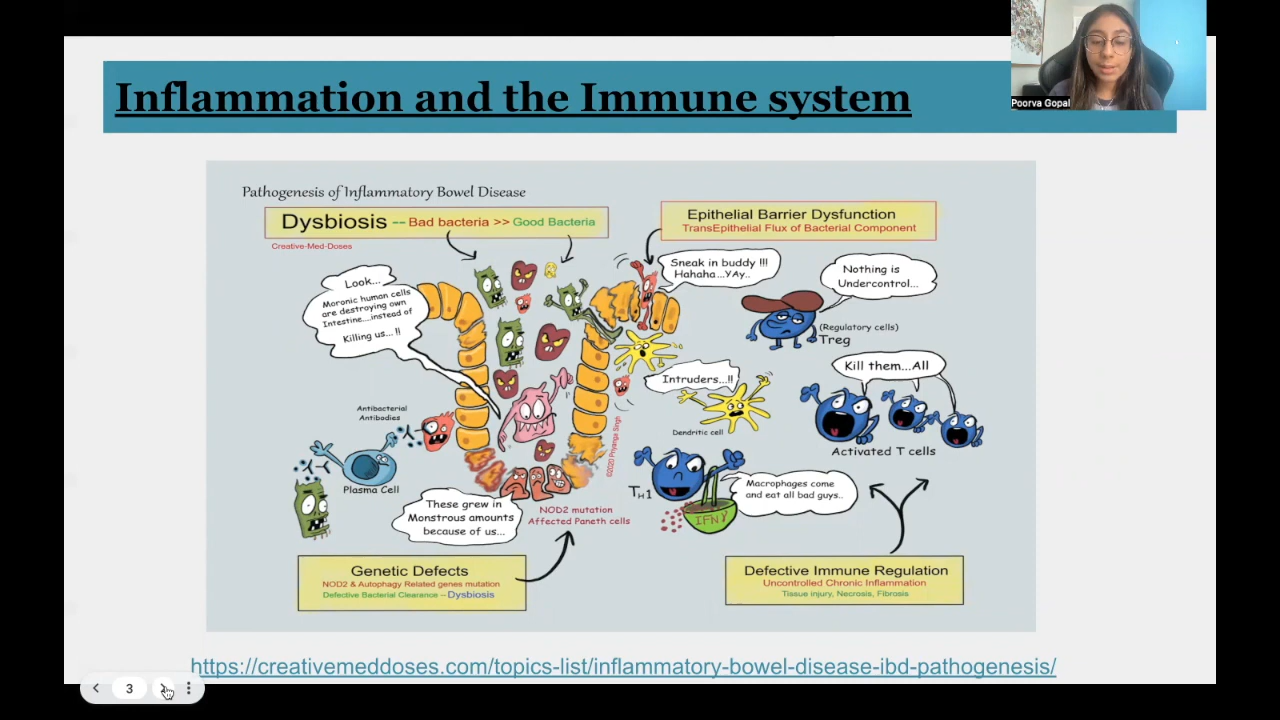 Inflammation and the Immune system
Poorva Gopal
Pathogenesis of Inflammatory Bowel Disease
Dysbiosis -- Bad bacteria >> Good Bacteria
Creative-Med-Doses
Epithelial Barrier Dysfunction
TransEpithelial Flux of Bacterial Component
Look...
Moronic human cells
are destroying own
Intestine....instead of
Killing us...!!
Sneak in buddy !!!
Hahaha...YAy..
Nothing is
Undercontrol...
(Regulatory cells)
Treg
Intruders...!!
Kill them...All
Antibacterial
Antibodies
Dendritic cell
Activated T cells
©2020 Priyanga Singh
Plasma Cell
TH1
IFNγ
Macrophages come
and eat all bad guys..
These grew in
Monstrous amounts
because of us...
NOD2 mutation
Affected Paneth cells
Genetic Defects
NOD2 & Autophagy Related genes mutation
Defective Bacterial Clearance – Dysbiosis
Defective Immune Regulation
Uncontrolled Chronic Inflammation
Tissue injury, Necrosis, Fibrosis
https://creativemeddoses.com/topics-list/inflammatory-bowel-disease-ibd-pathogenesis/
3